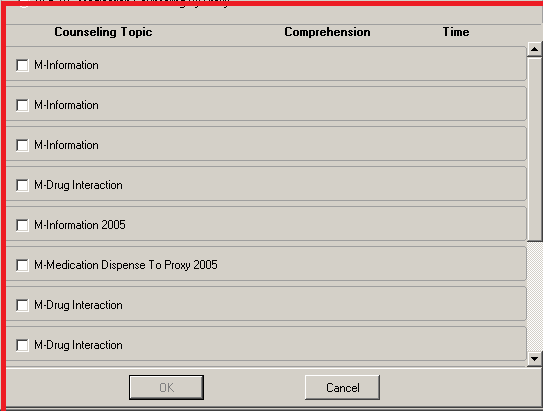 Counseling Topic Comprehension Time
M-Information
M-Information
M-Information
M-Drug Interaction
M-Information 2005
M-Medication Dispense To Proxy 2005
M-Drug Interaction
M-Drug Interaction
OK Cancel